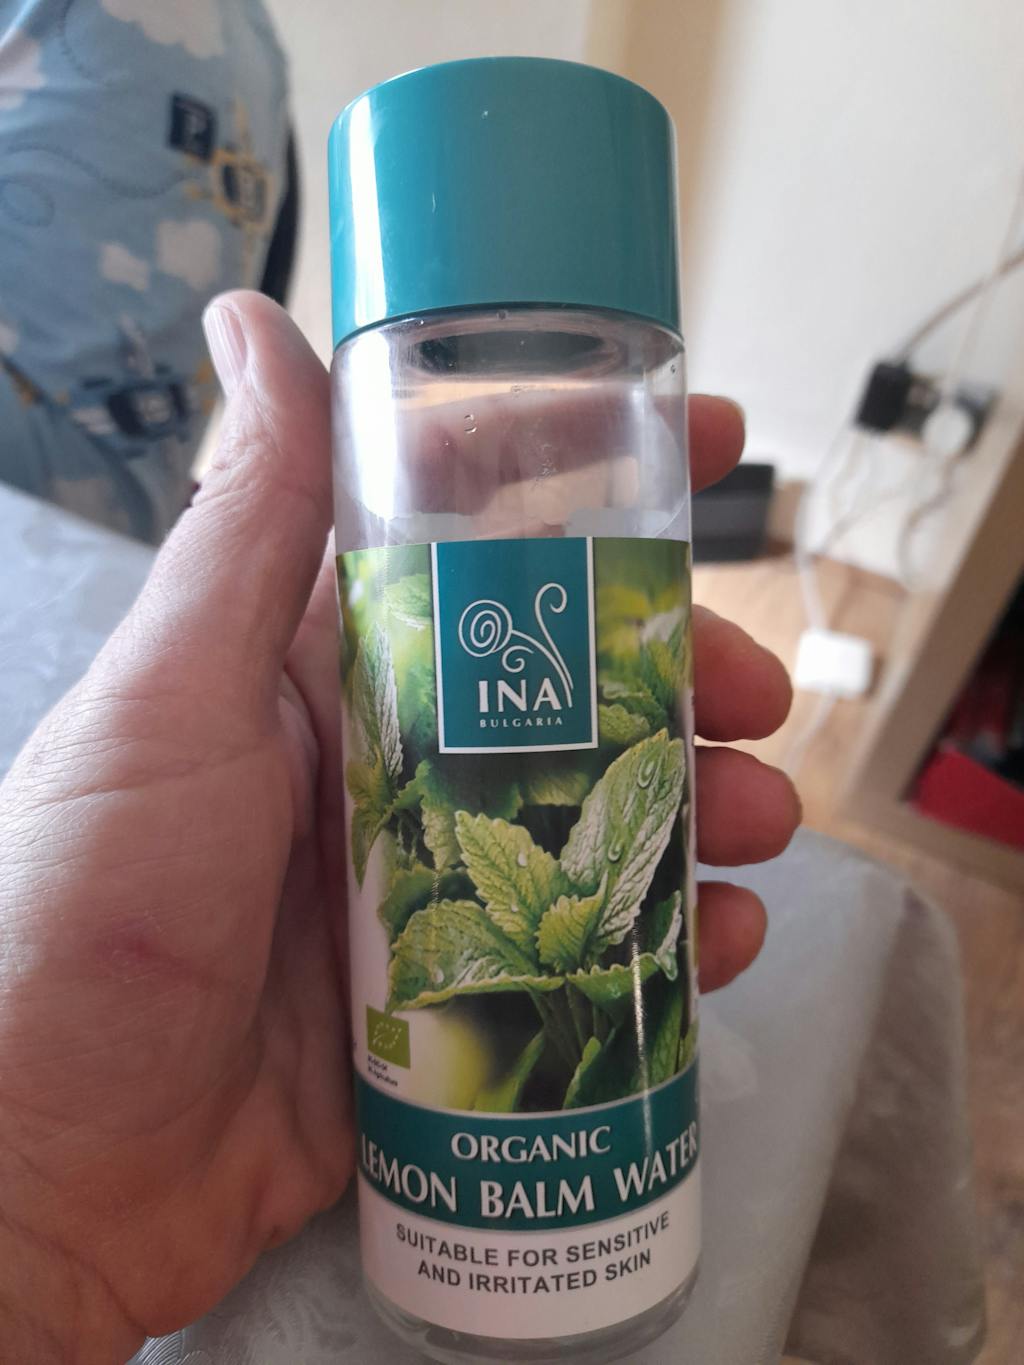 INA
BULGARIA
ORGANIC
LEMON BALM WATER
SUITABLE FOR SENSITIVE
AND IRRITATED SKIN